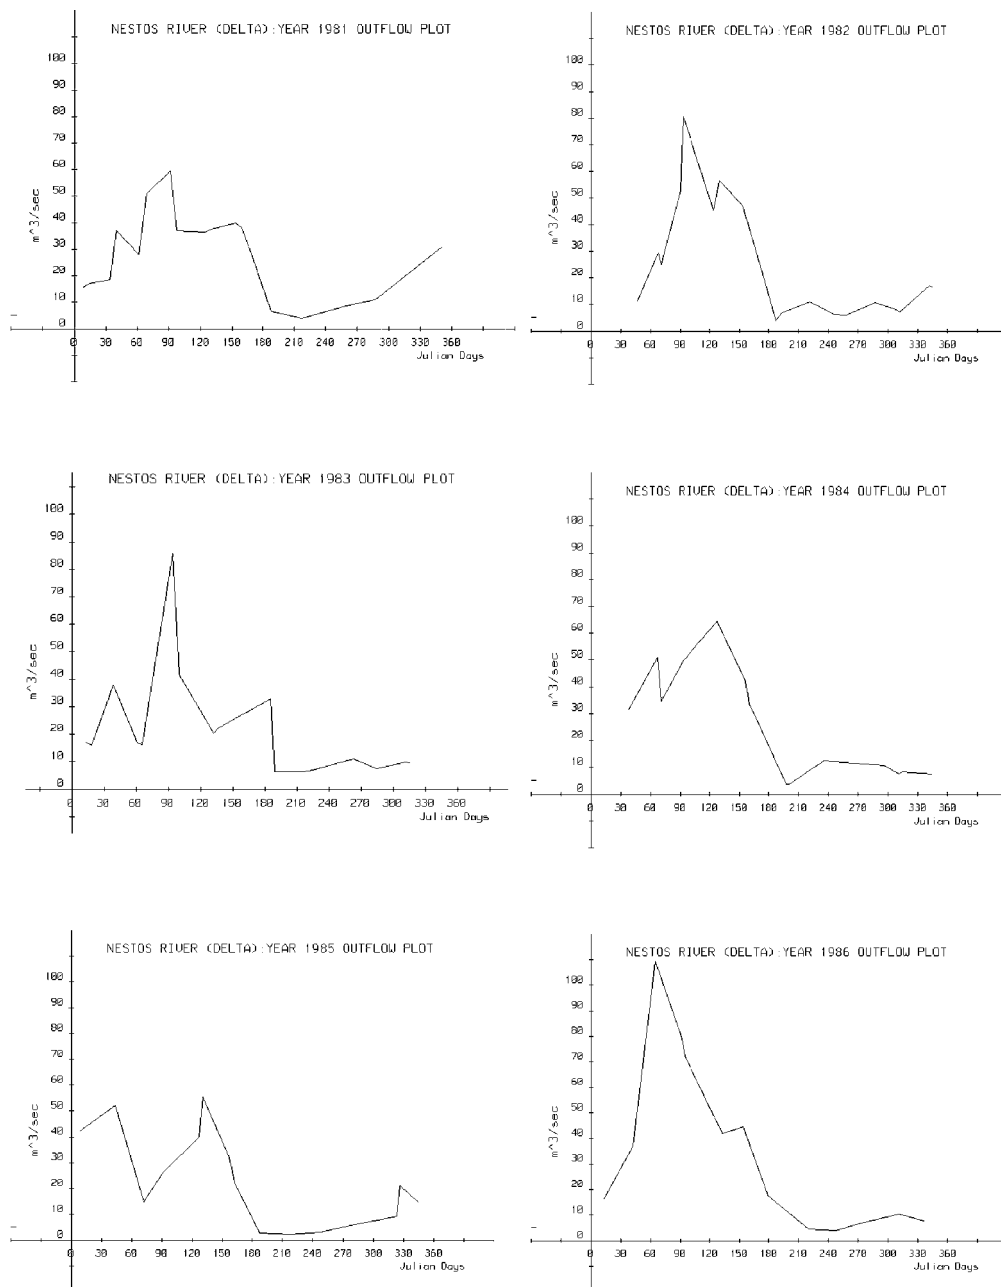 NESTOS RIVER (DELTA):YEAR 1981 OUTFLOW PLOT
100
90
80
70
60
50
40
30
20
10
0
m^3/sec
0 30 60 90 120 150 180 210 240 270 300 330 360
Julian Days
NESTOS RIVER (DELTA):YEAR 1982 OUTFLOW PLOT
100
90
80
70
60
50
40
30
20
10
0
m^3/sec
0 30 60 90 120 150 180 210 240 270 300 330 360
Julian Days
NESTOS RIVER (DELTA):YEAR 1983 OUTFLOW PLOT
100
90
80
70
60
50
40
30
20
10
0
m^3/sec
0 30 60 90 120 150 180 210 240 270 300 330 360
Julian Days
NESTOS RIVER (DELTA):YEAR 1984 OUTFLOW PLOT
100
90
80
70
60
50
40
30
20
10
0
m^3/sec
0 30 60 90 120 150 180 210 240 270 300 330 360
Julian Days
NESTOS RIVER (DELTA):YEAR 1985 OUTFLOW PLOT
100
90
80
70
60
50
40
30
20
10
0
m^3/sec
0 30 60 90 120 150 180 210 240 270 300 330 360
Julian Days
NESTOS RIVER (DELTA):YEAR 1986 OUTFLOW PLOT
100
90
80
70
60
50
40
30
20
10
0
m^3/sec
0 30 60 90 120 150 180 210 240 270 300 330 360
Julian Days